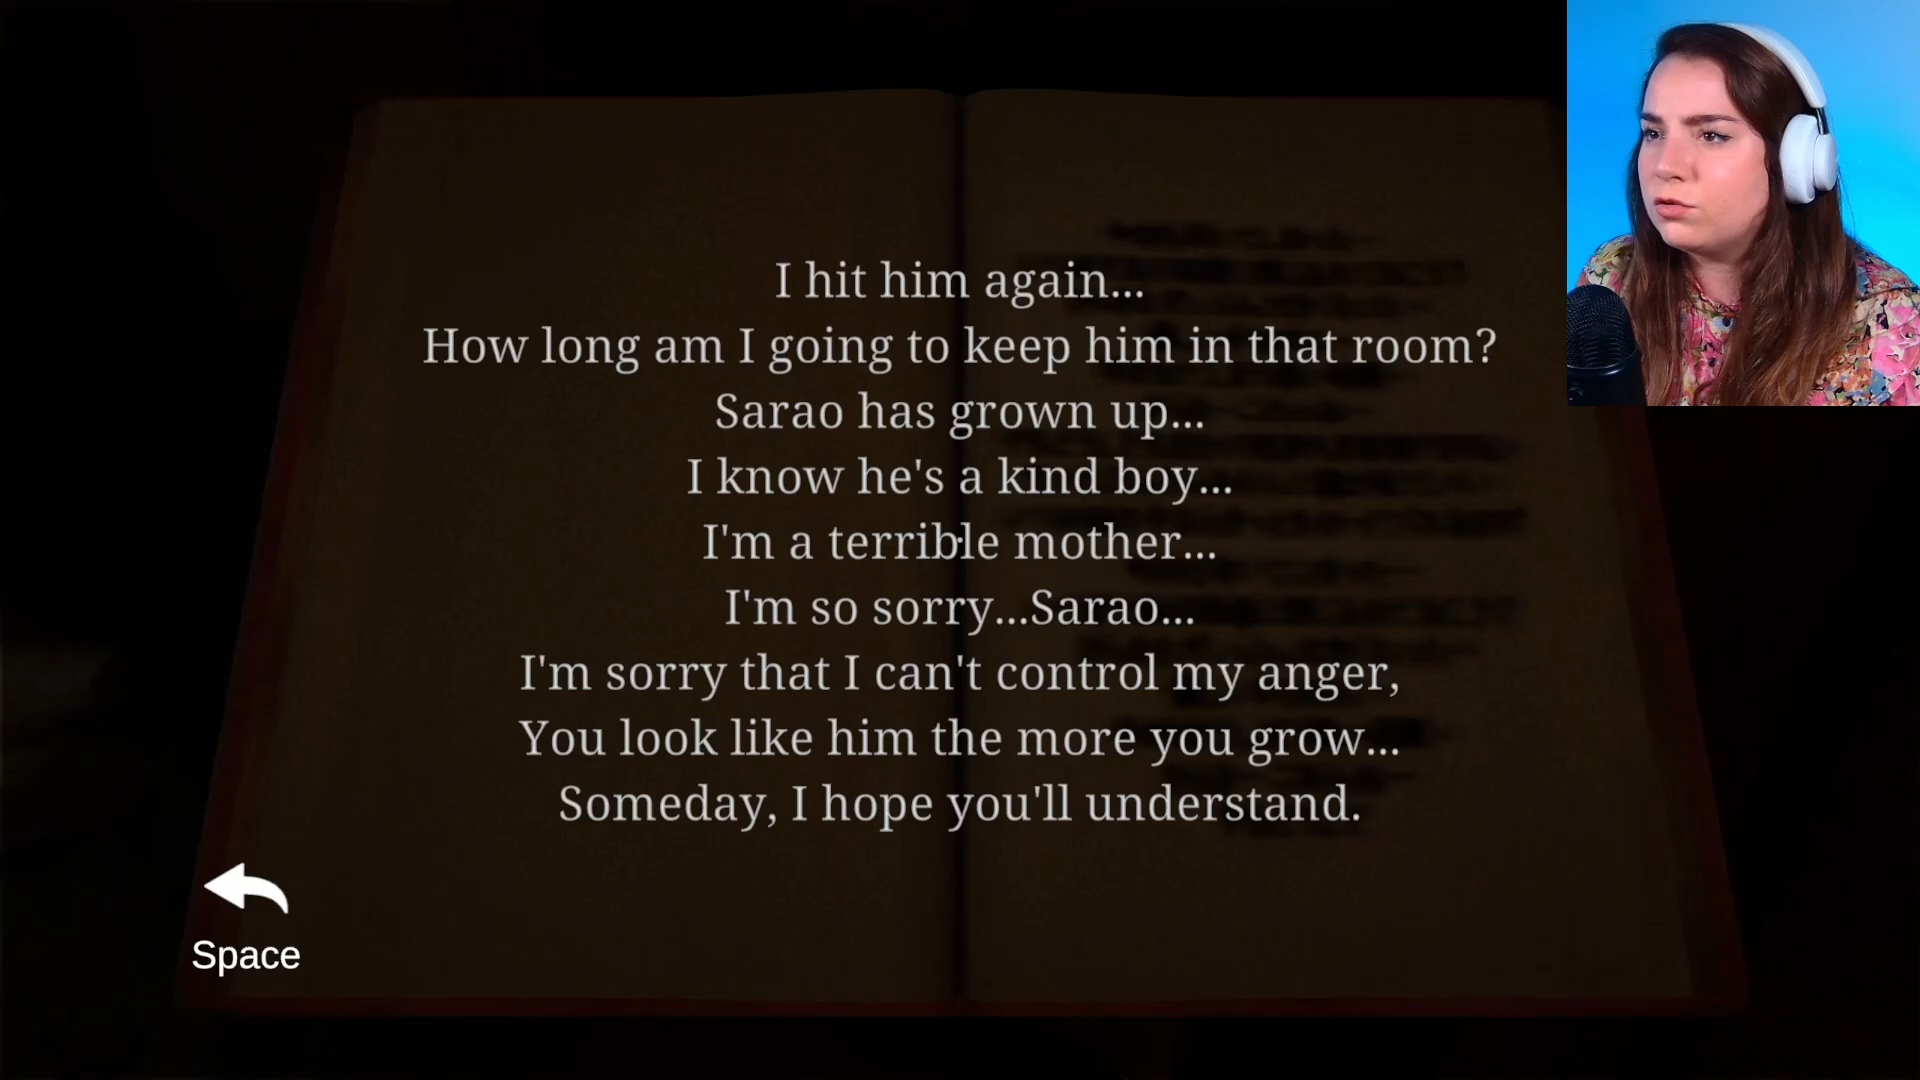 I hit him again...
How long am I going to keep him in that room?
Sarao has grown up...
I know he's a kind boy...
I'm a terrible mother...
I'm so sorry...Sarao...
I'm sorry that I can't control my anger,
You look like him the more you grow...
Someday, I hope you'll understand.
Space